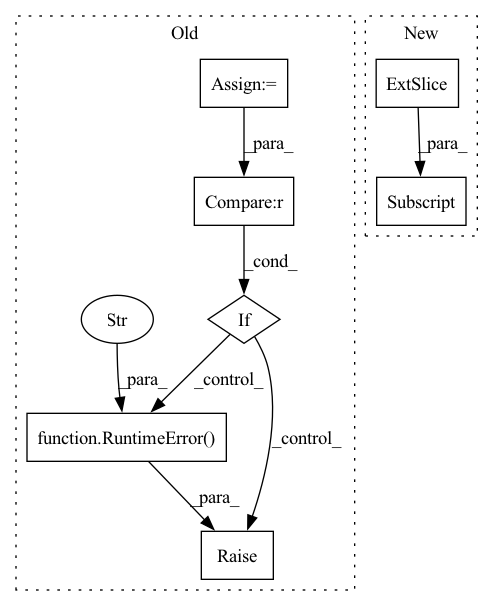 Old
New
Assign:=
ExtSlice
_para_
_para_
Compare:r
Subscript
_cond_
Str
If
_para_
_control_
function.RuntimeError()
_control_
_para_
Raise